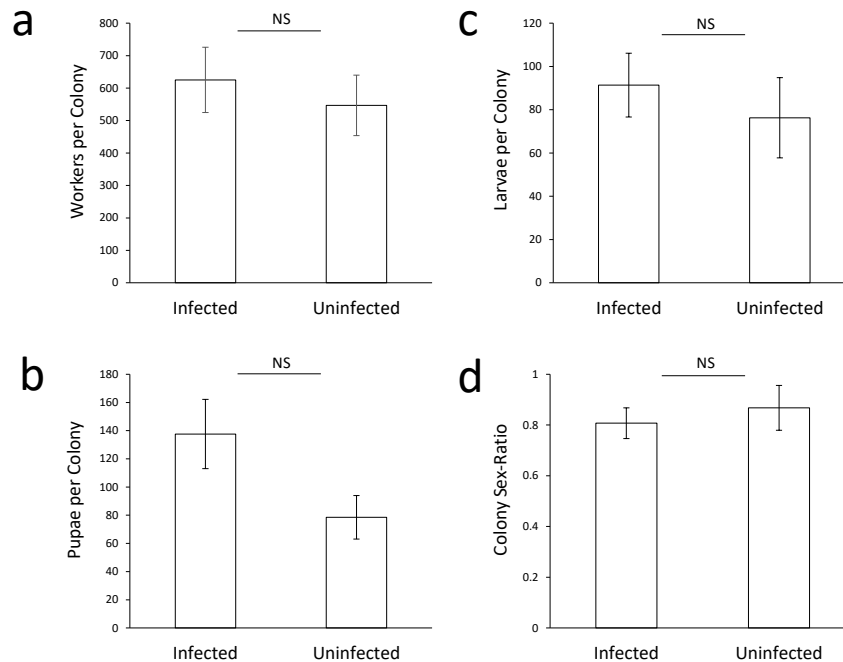 a
NS
Workers per Colony
800
700
600
500
400
300
200
100
0
Infected
Uninfected
c
NS
Larvae per Colony
120
100
80
60
40
20
0
Infected
Uninfected
b
NS
Pupae per Colony
180
160
140
120
100
80
60
40
20
0
Infected
Uninfected
d
NS
Colony Sex-Ratio
1
0.8
0.6
0.4
0.2
0
Infected
Uninfected